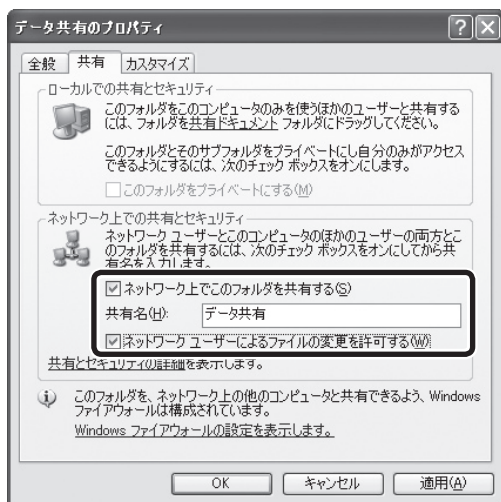 データ共有のプロパティ
全般 共有 カスタマイズ
ローカルでの共有とセキュリティ
このフォルダをこのコンピュータのみを使うほかのユーザーと共有する
には、フォルダを共有ドキュメント フォルダにドラッグしてください。
このフォルダとそのサブフォルダをプライベートにし自分のみがアクセス
できるようにするには、次のチェック ボックスをオンにします。
このフォルダをプライベートにする(M)
ネットワーク上での共有とセキュリティ
ネットワーク ユーザーとこのコンピュータのほかのユーザーの両方とこ
のフォルダを共有するには、次のチェック ボックスをオンにしてから共
有名を入力します。
ネットワーク上でこのフォルダを共有する(S)
共有名(H): データ共有
ネットワーク ユーザーによるファイルの変更を許可する(W)
共有とセキュリティの詳細を表示します。
このフォルダを、ネットワーク上の他のコンピュータと共有できるよう、Windows
ファイアウォールは構成されています。
Windows ファイアウォールの設定を表示します。
OK キャンセル 適用(A)